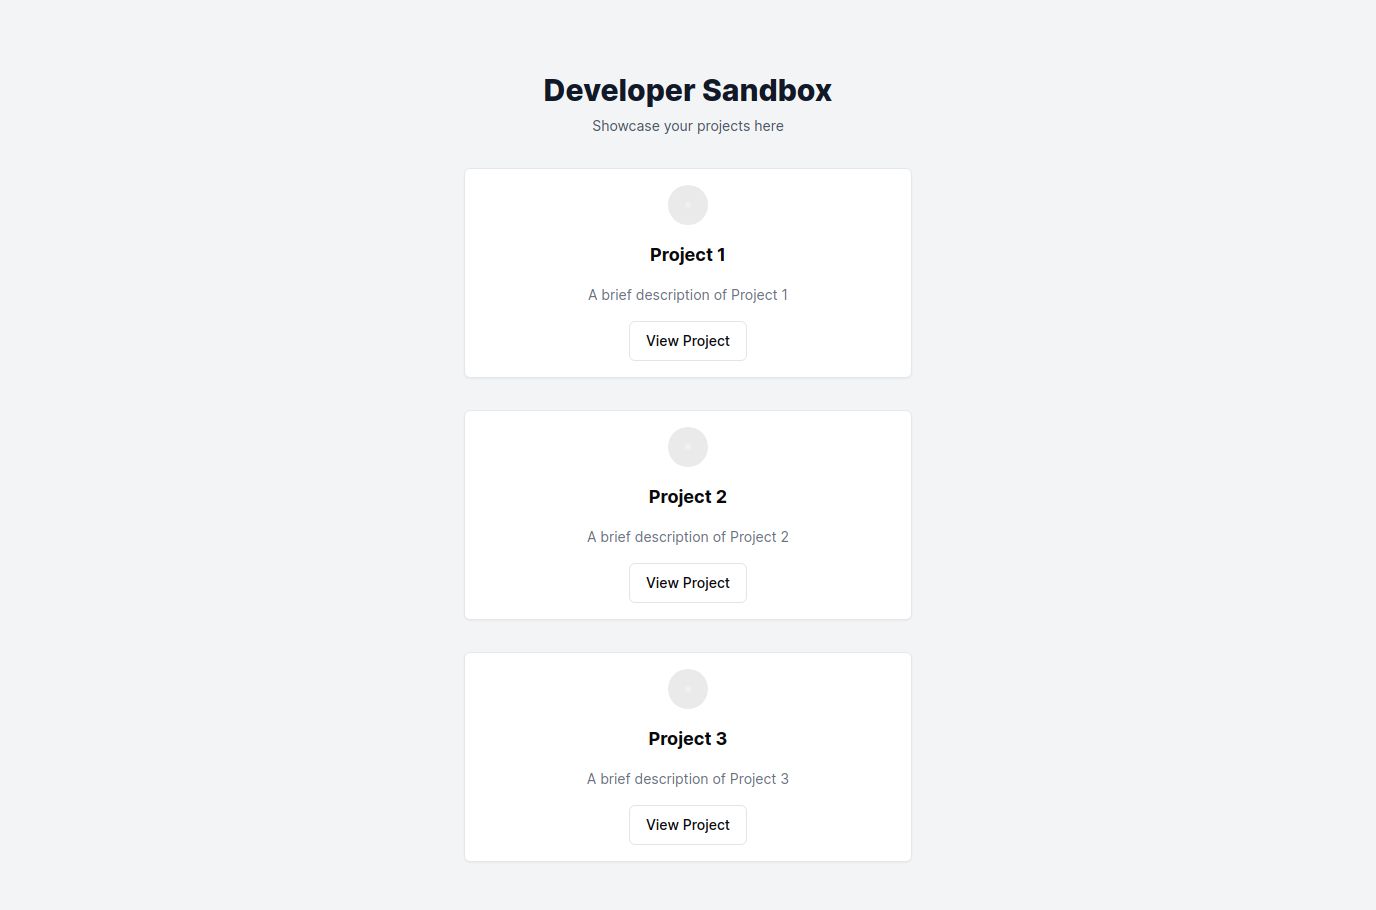 Developer Sandbox
Showcase your projects here
Project 1
A brief description of Project 1
View Project
Project 2
A brief description of Project 2
View Project
Project 3
A brief description of Project 3
View Project